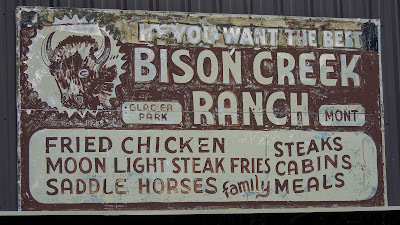 IF YOU WANT THE BEST
BISON CREEK
RANCH
GLACIER
PARK
MONT
FRIED CHICKEN
MOON LIGHT STEAK FRIES
SADDLE HORSES
STEAKS
CABINS
family MEALS